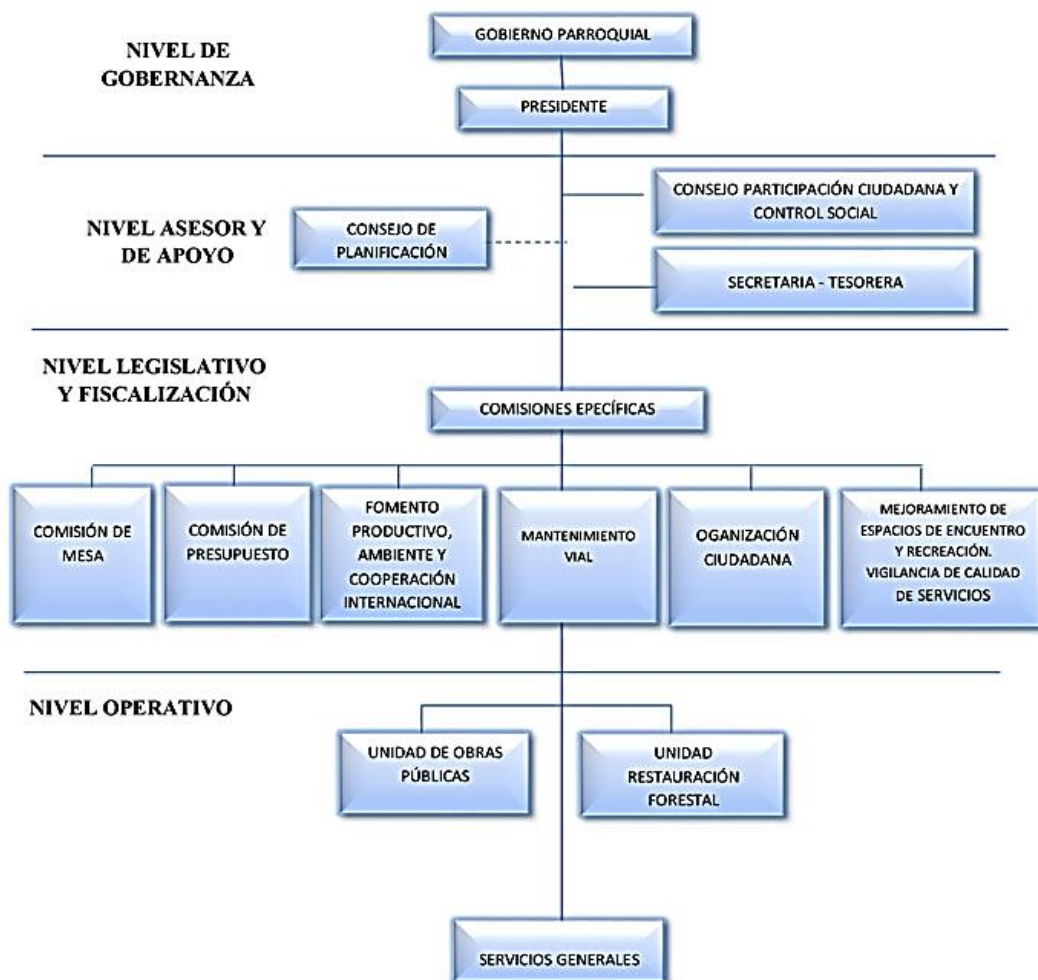 NIVEL DE
GOBERNANZA
GOBIERNO PARROQUIAL
PRESIDENTE
NIVEL ASESOR Y
DE APOYO
CONSEJO DE
PLANIFICACIÓN
CONSEJO PARTICIPACIÓN CIUDADANA Y
CONTROL SOCIAL
SECRETARIA - TESORERA
NIVEL LEGISLATIVO
Y FISCALIZACIÓN
COMISIONES EPECÍFICAS
COMISIÓN DE
MESA
COMISIÓN DE
PRESUPUESTO
FOMENTO
PRODUCTIVO,
AMBIENTE Y
COOPERACIÓN
INTERNACIONAL
MANTENIMIENTO
VIAL
OGANIZACIÓN
CIUDADANA
MEJORAMIENTO DE
ESPACIOS DE ENCUENTRO
Y RECREACIÓN.
VIGILANCIA DE CALIDAD
DE SERVICIOS
NIVEL OPERATIVO
UNIDAD DE OBRAS
PÚBLICAS
UNIDAD
RESTAURACIÓN
FORESTAL
SERVICIOS GENERALES